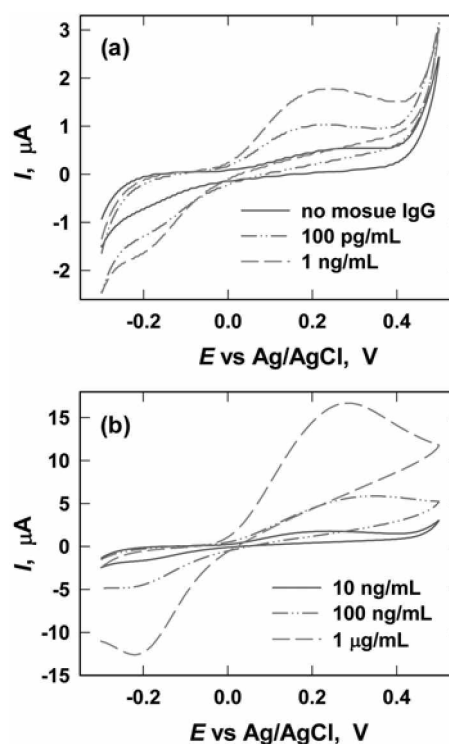 (a)
3
2
1
0
-1
-2
I, μA
no mosue IgG
100 pg/mL
1 ng/mL
-0.2 0.0 0.2 0.4
E vs Ag/AgCl, V
(b)
15
10
5
0
-5
-10
-15
I, μA
10 ng/mL
100 ng/mL
1 μg/mL
-0.2 0.0 0.2 0.4
E vs Ag/AgCl, V